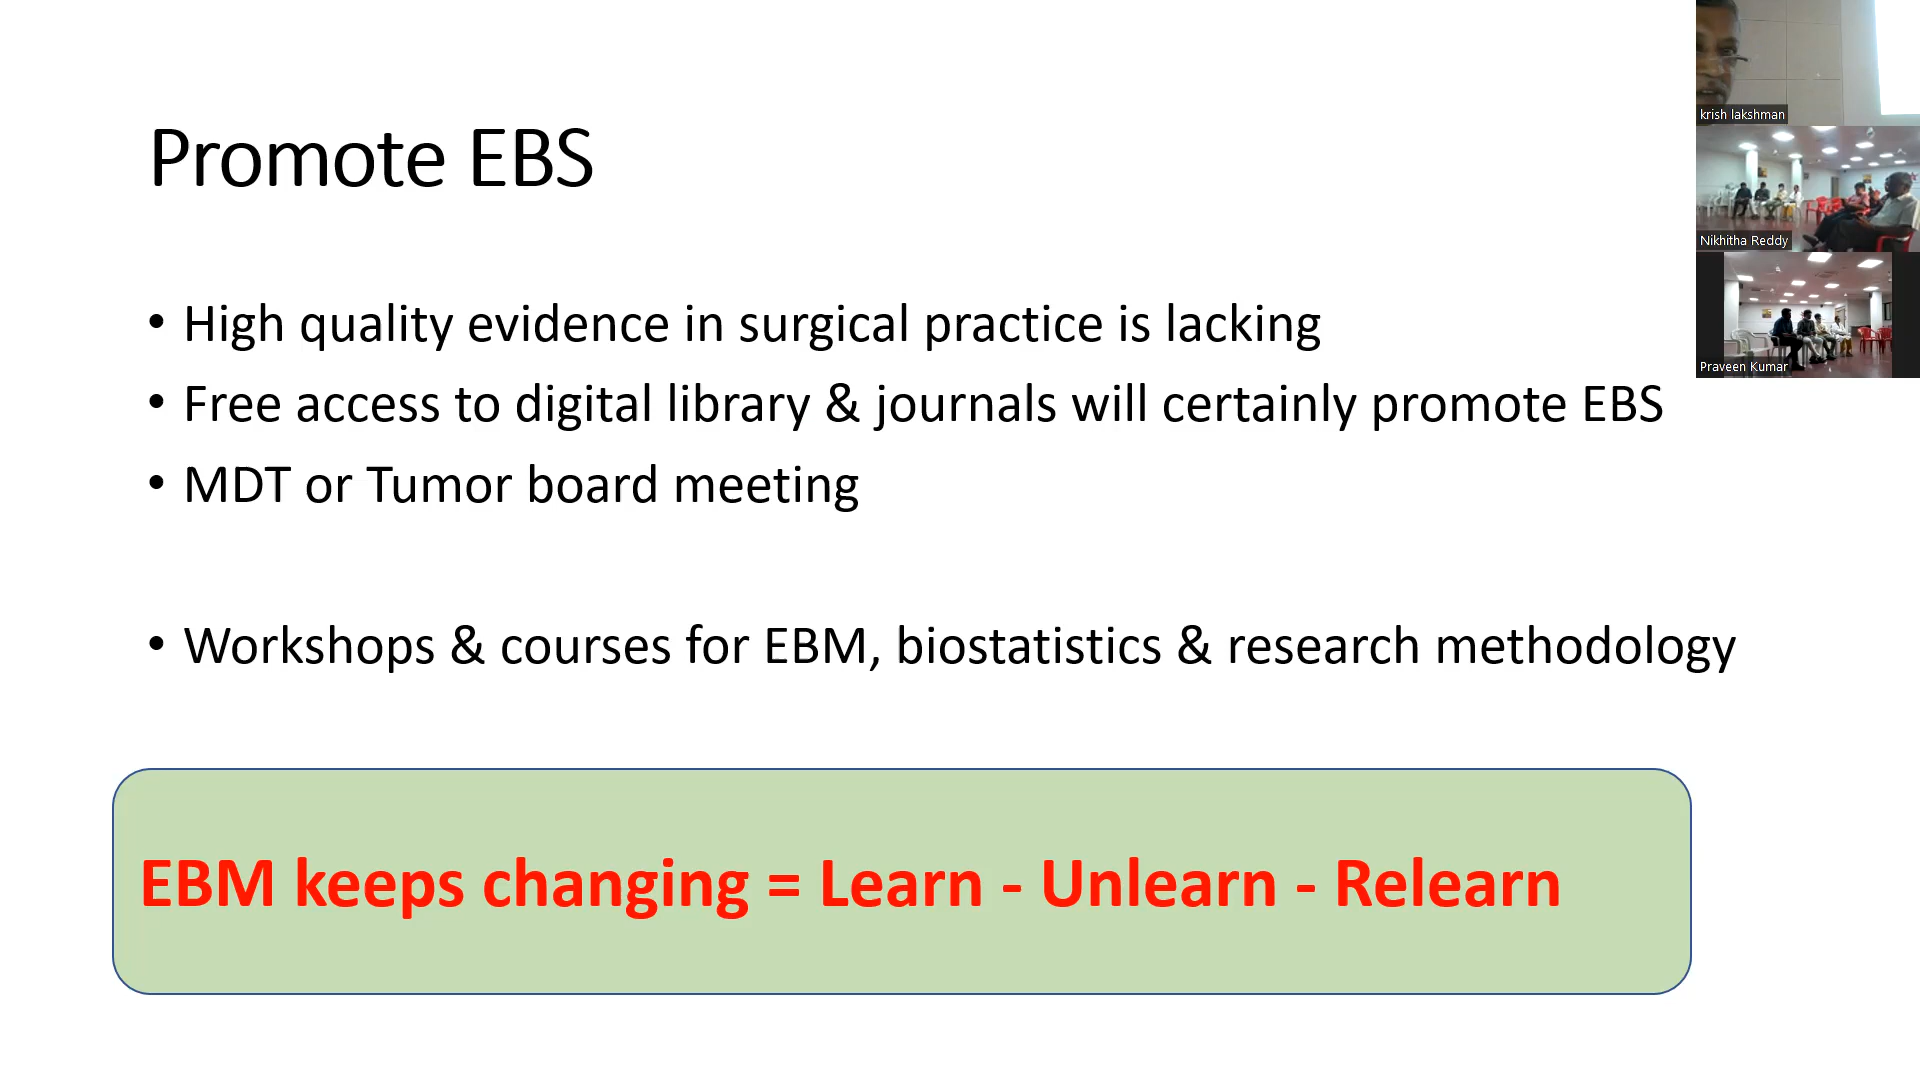 Promote EBS
• High quality evidence in surgical practice is lacking
• Free access to digital library & journals will certainly promote EBS
• MDT or Tumor board meeting
• Workshops & courses for EBM, biostatistics & research methodology
EBM keeps changing = Learn - Unlearn - Relearn
krish lakshman
Nikhitha Reddy
Praveen Kumar